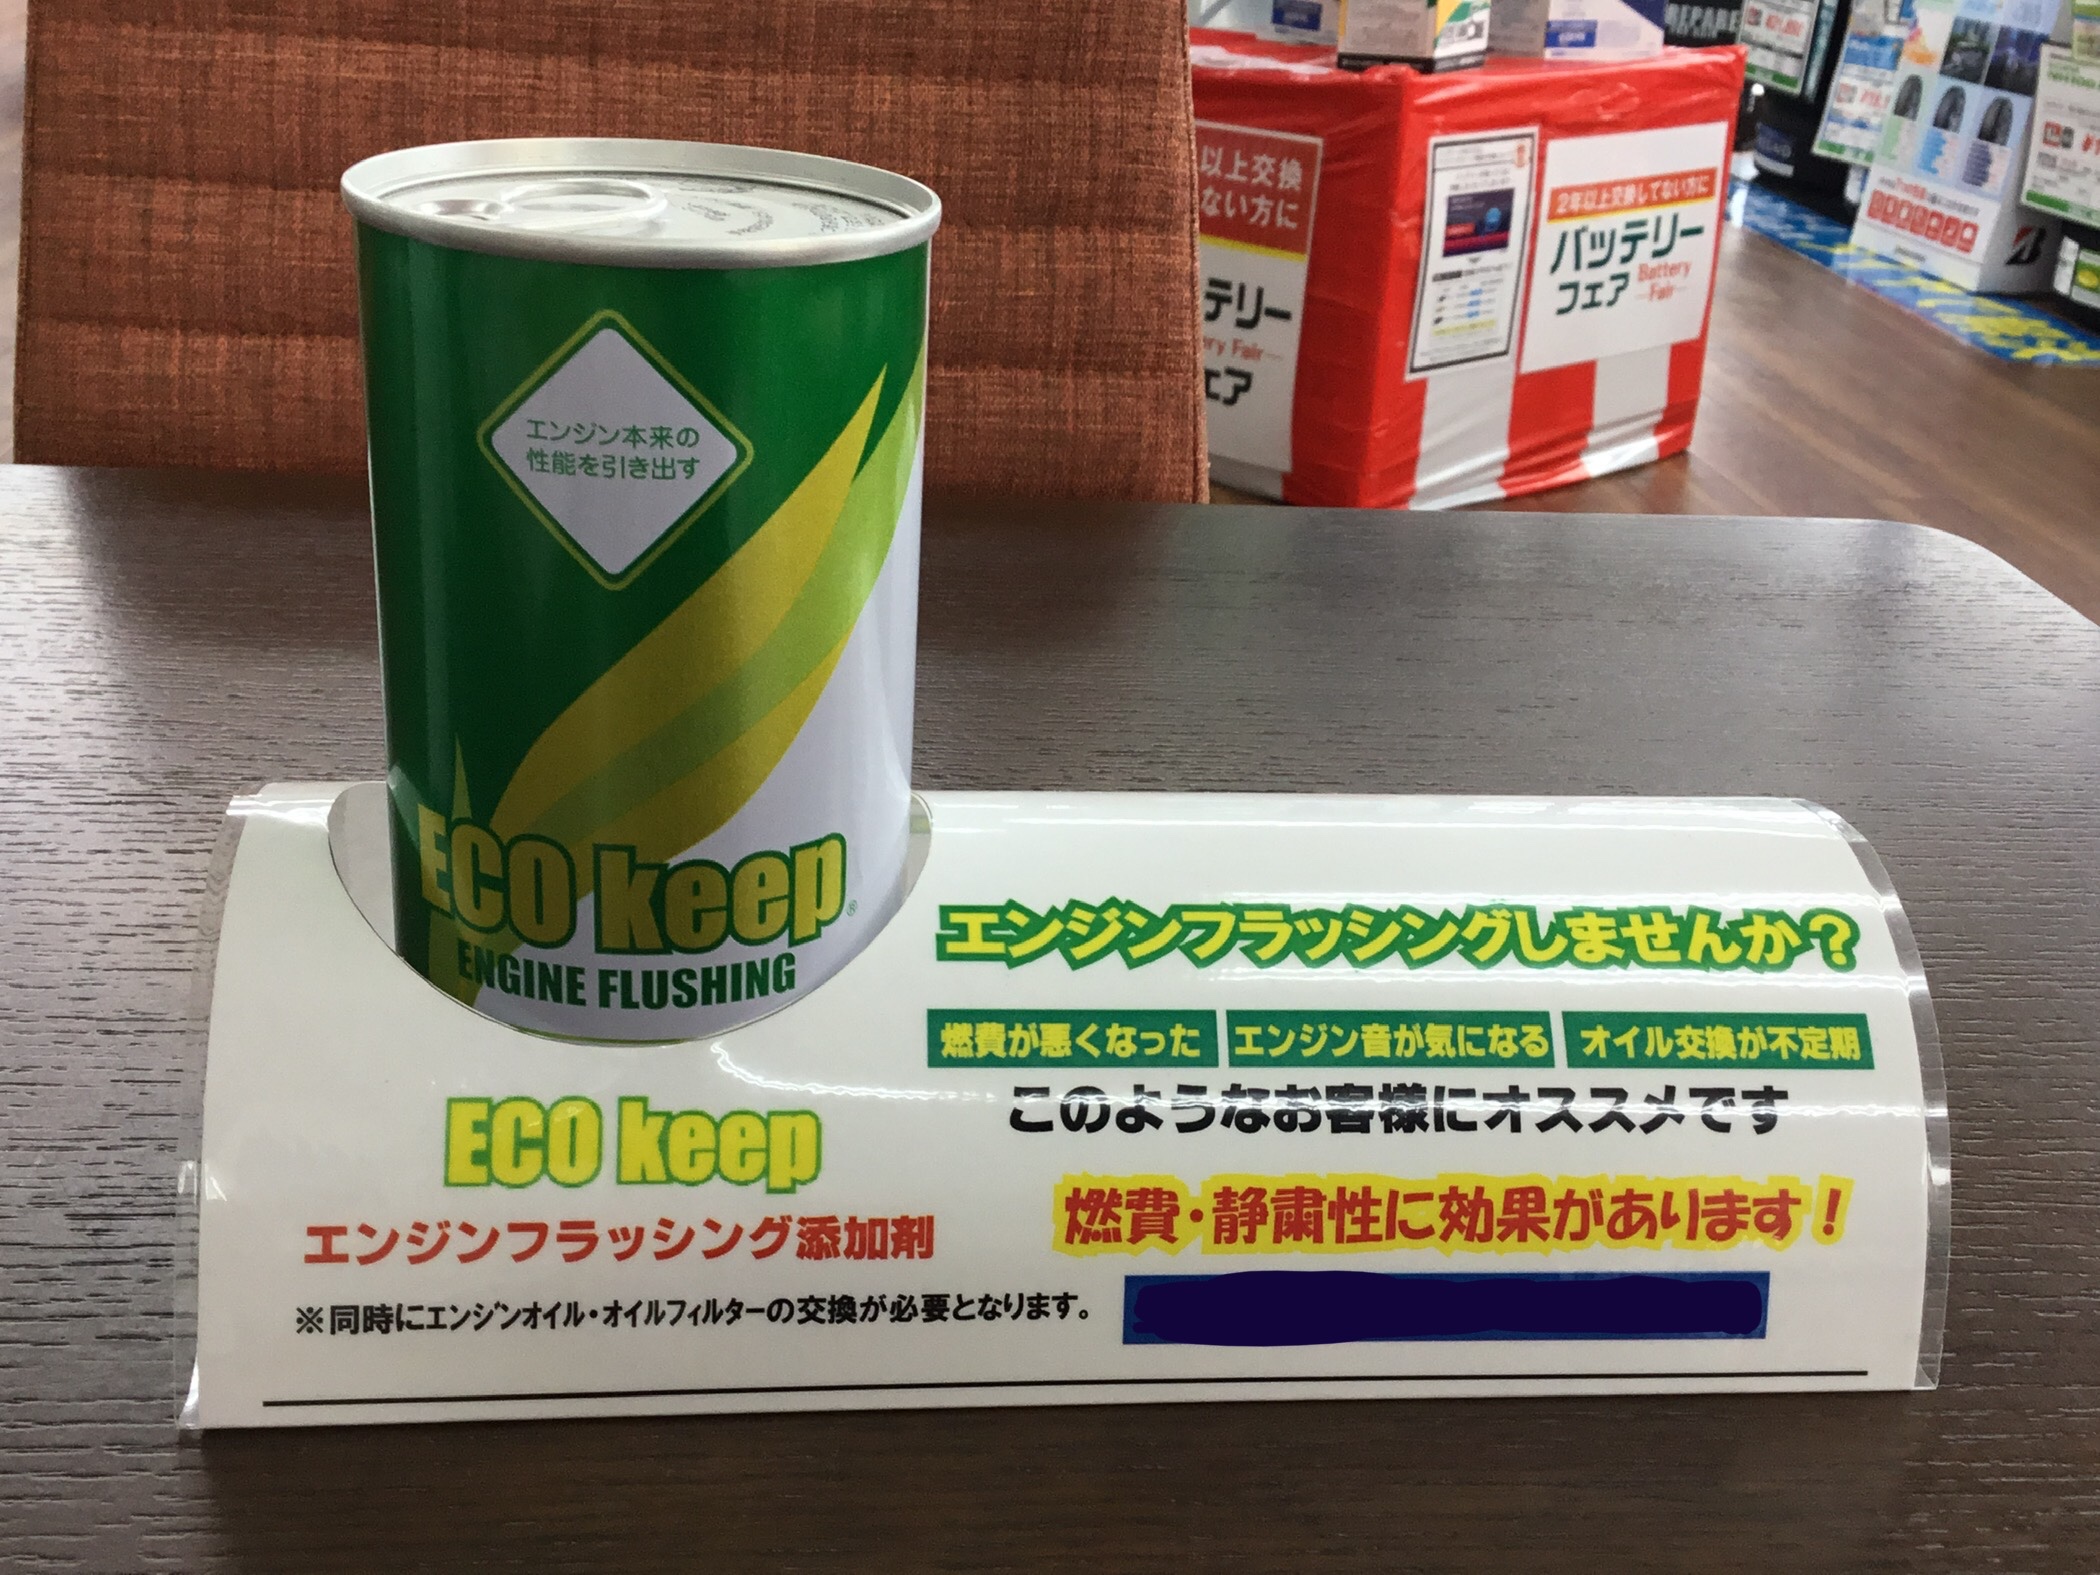 エンジン本来の
性能を引き出す
ECO keep®
ENGINE FLUSHING
ECO keep
エンジンフラッシング添加剤
※同時にエンジンオイル・オイルフィルターの交換が必要となります。
エンジンフラッシングしませんか?
燃費が悪くなった エンジン音が気になる オイル交換が不定期
このようなお客様にオススメです
燃費・静粛性に効果があります!
以上交換
ない方に
テリー
ry Fair
ェア
2年以上交換してない方に
バッテリー
フェア
Battery
Fair